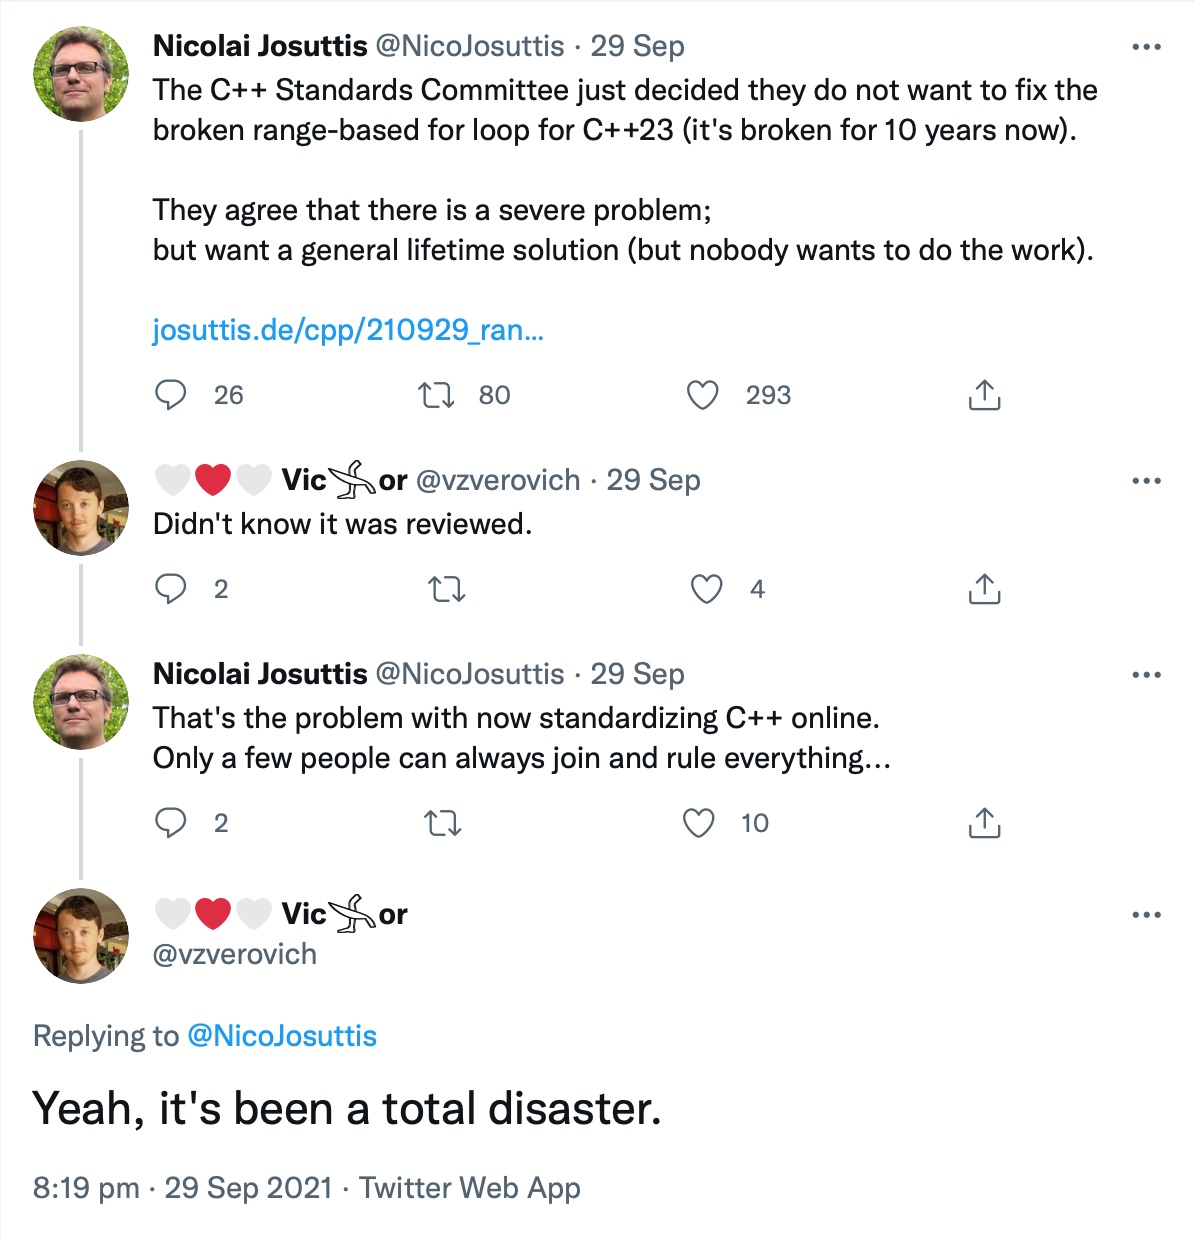 Nicolai Josuttis @NicoJosuttis · 29 Sep
The C++ Standards Committee just decided they do not want to fix the
broken range-based for loop for C++23 (it's broken for 10 years now).
They agree that there is a severe problem;
but want a general lifetime solution (but nobody wants to do the work).
josuttis.de/cpp/210929_ran...
26 80 293
🤍❤️🤍 Vic𓅯or @vzverovich · 29 Sep
Didn't know it was reviewed.
2 4
Nicolai Josuttis @NicoJosuttis · 29 Sep
That's the problem with now standardizing C++ online.
Only a few people can always join and rule everything...
2 10
🤍❤️🤍 Vic𓅯or
@vzverovich
Replying to @NicoJosuttis
Yeah, it's been a total disaster.
8:19 pm · 29 Sep 2021 · Twitter Web App